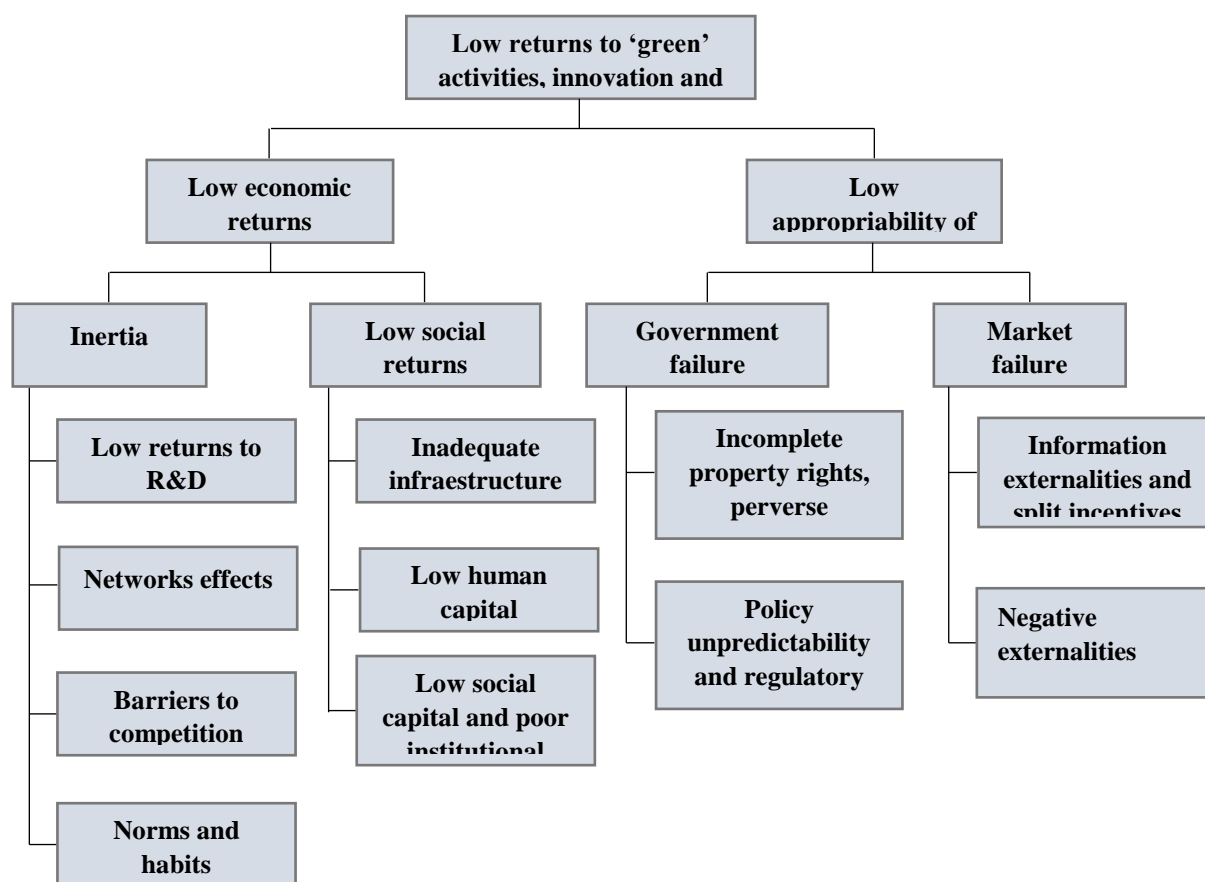 Low returns to ‘green’
activities, innovation and
Low economic
returns
Low
appropriability of
Inertia
Low social
returns
Government
failure
Market
failure
Low returns to
R&D
Networks effects
Barriers to
competition
Norms and
habits
Inadequate
infraestructure
Low human
capital
Low social
capital and poor
institutional
Incomplete
property rights,
perverse
Policy
unpredictability
and regulatory
Information
externalities and
split incentives
Negative
externalities